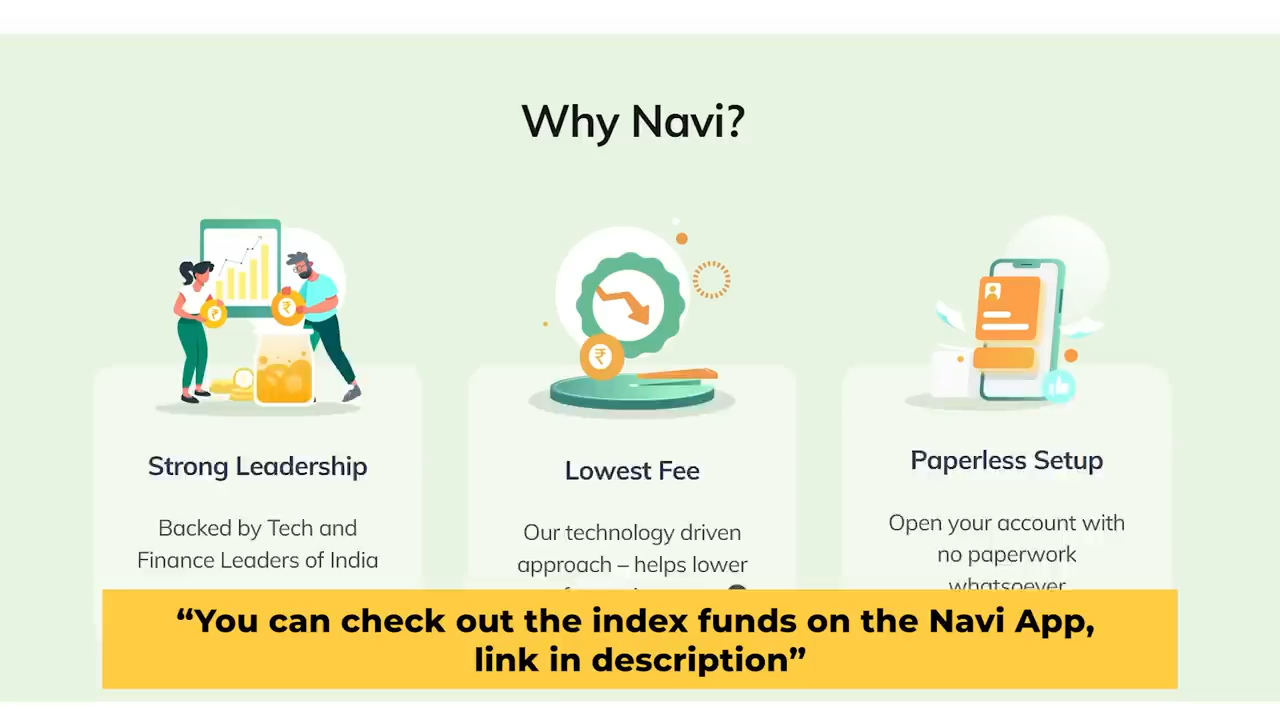 Why Navi?
Strong Leadership
Backed by Tech and
Finance Leaders of India
Lowest Fee
Our technology driven
approach – helps lower
Paperless Setup
Open your account with
no paperwork
whatsoever
“You can check out the index funds on the Navi App,
link in description”